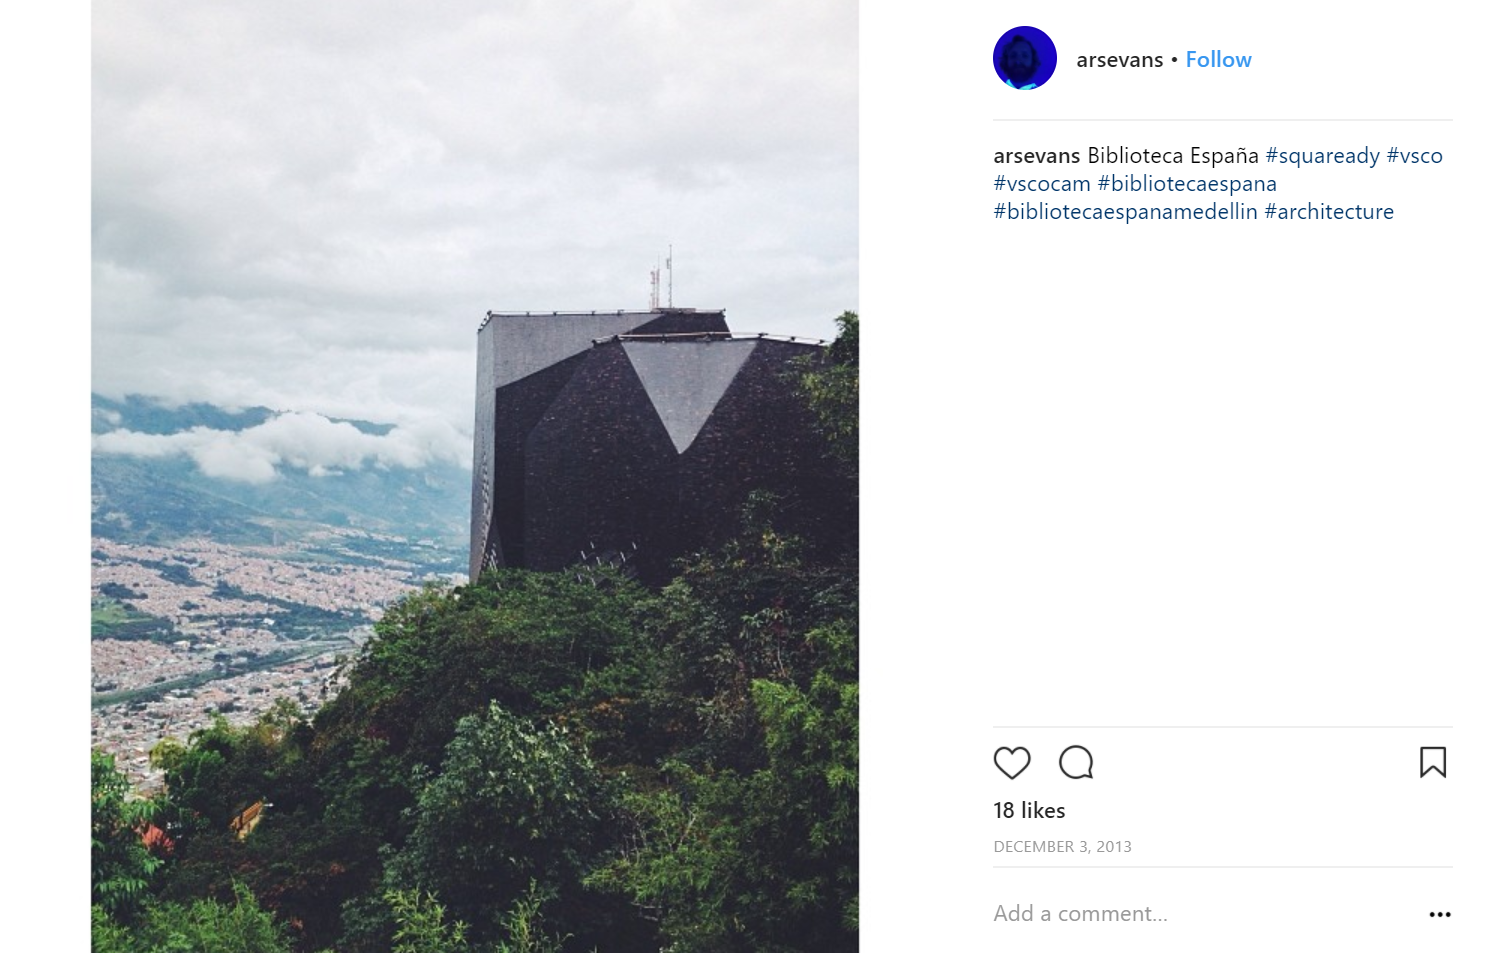 arsevans • Follow
arsevans Biblioteca España #squaready #vsco
#vscocam #bibliotecaespana
#bibliotecaespanamedellin #architecture
18 likes
DECEMBER 3, 2013
Add a comment...